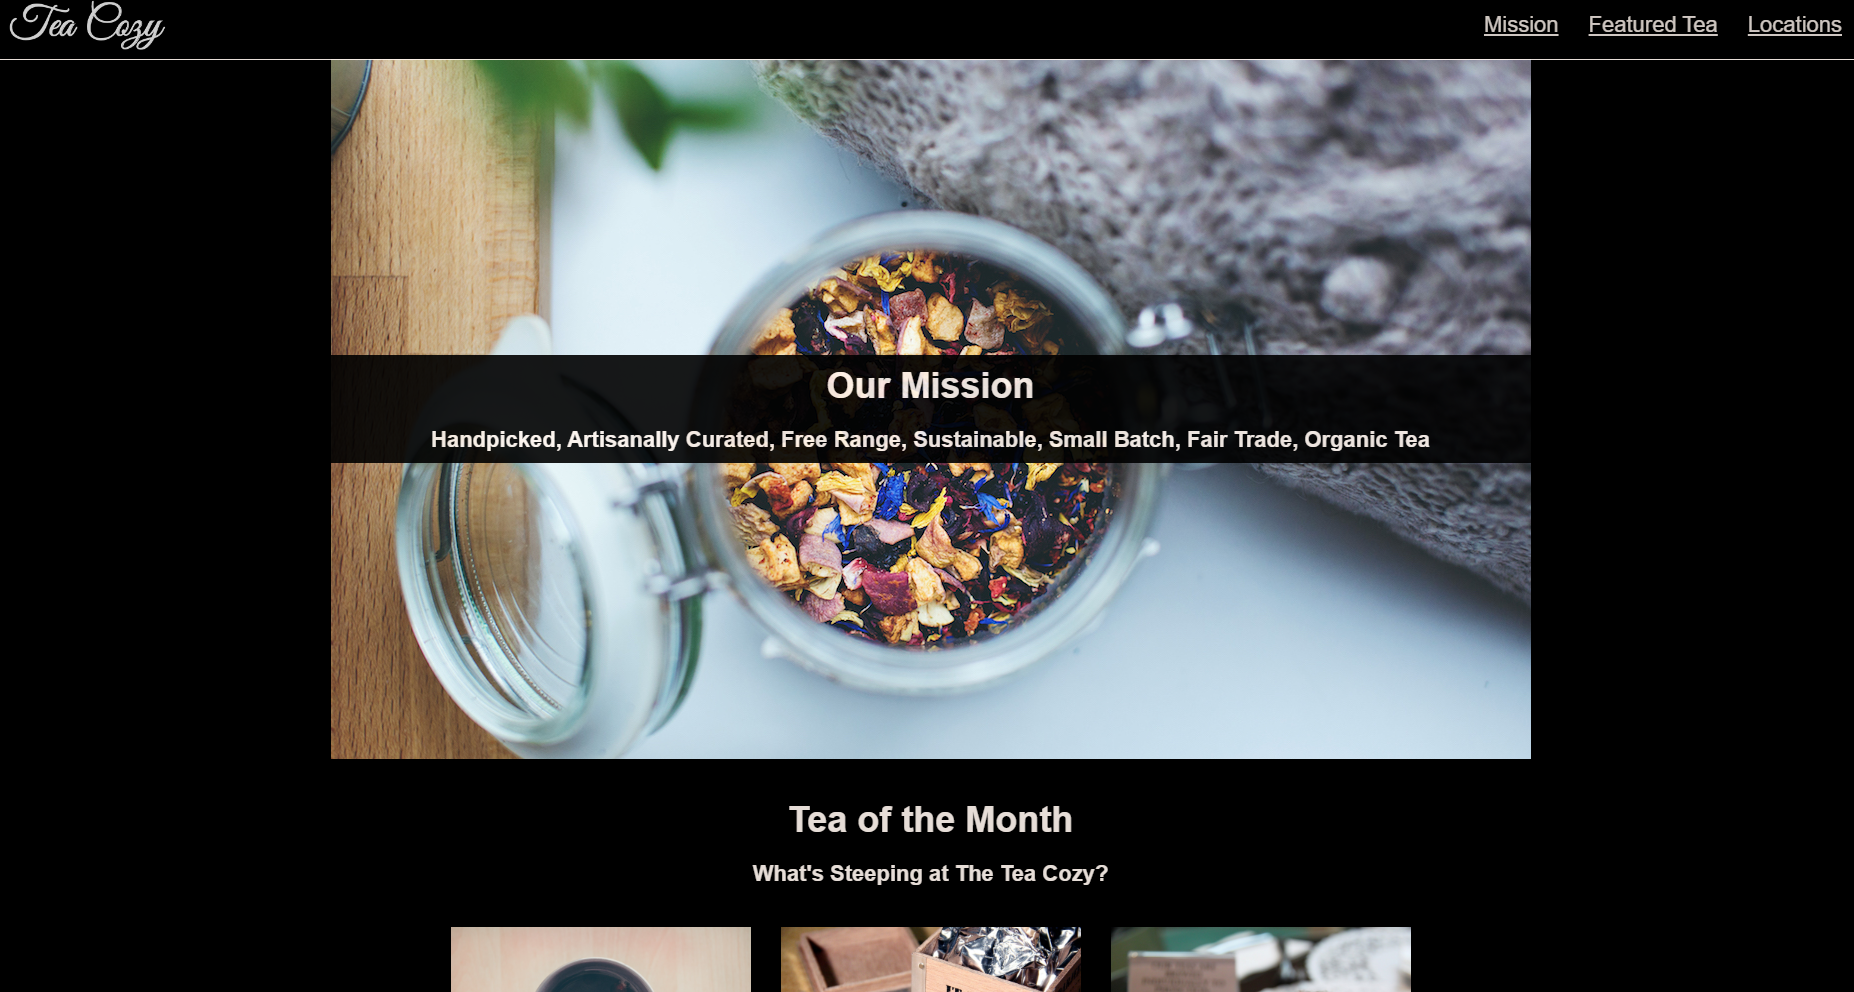 Tea Cozy
Mission Featured Tea Locations
Our Mission
Handpicked, Artisanally Curated, Free Range, Sustainable, Small Batch, Fair Trade, Organic Tea
Tea of the Month
What's Steeping at The Tea Cozy?